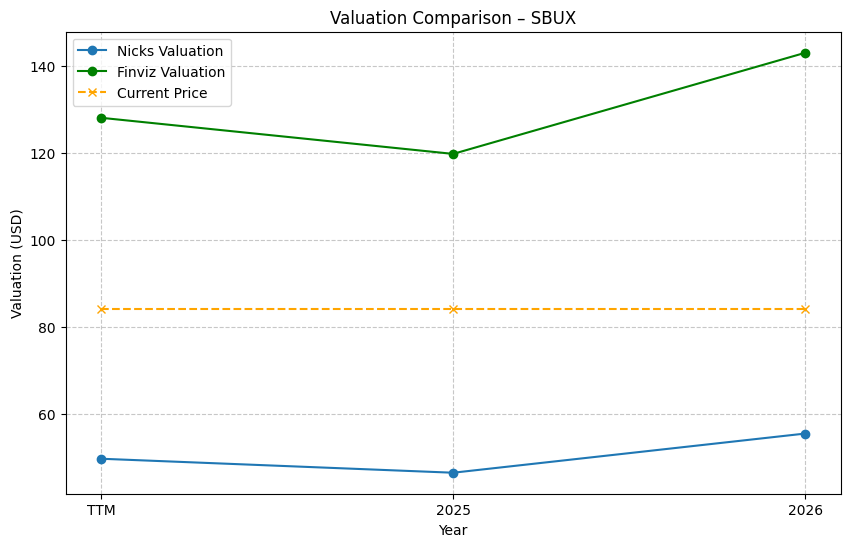 Valuation Comparison – SBUX
Nicks Valuation
Finviz Valuation
Current Price
Valuation (USD)
140
120
100
80
60
TTM
2025
2026
Year